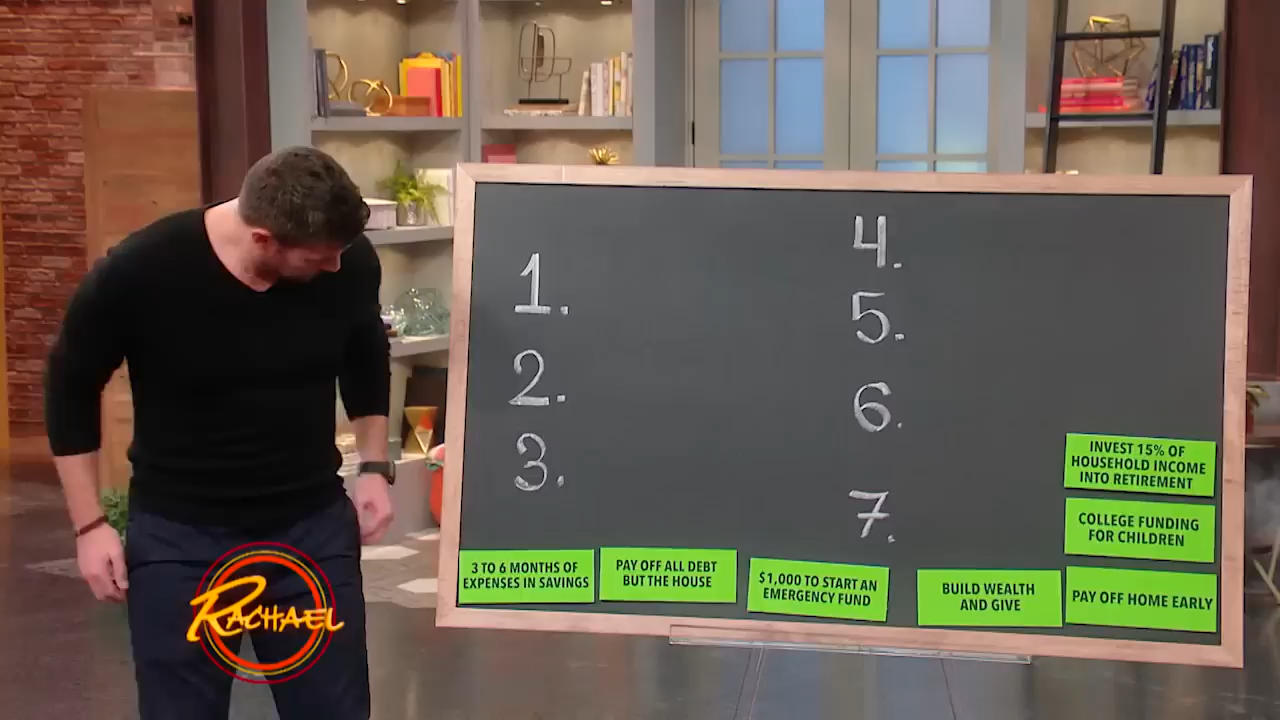 1.
2.
3.
4.
5.
6.
7.
INVEST 15% OF
HOUSEHOLD INCOME
INTO RETIREMENT
COLLEGE FUNDING
FOR CHILDREN
3 TO 6 MONTHS OF
EXPENSES IN SAVINGS
PAY OFF ALL DEBT
BUT THE HOUSE
$1,000 TO START AN
EMERGENCY FUND
BUILD WEALTH
AND GIVE
PAY OFF HOME EARLY
RACHAEL